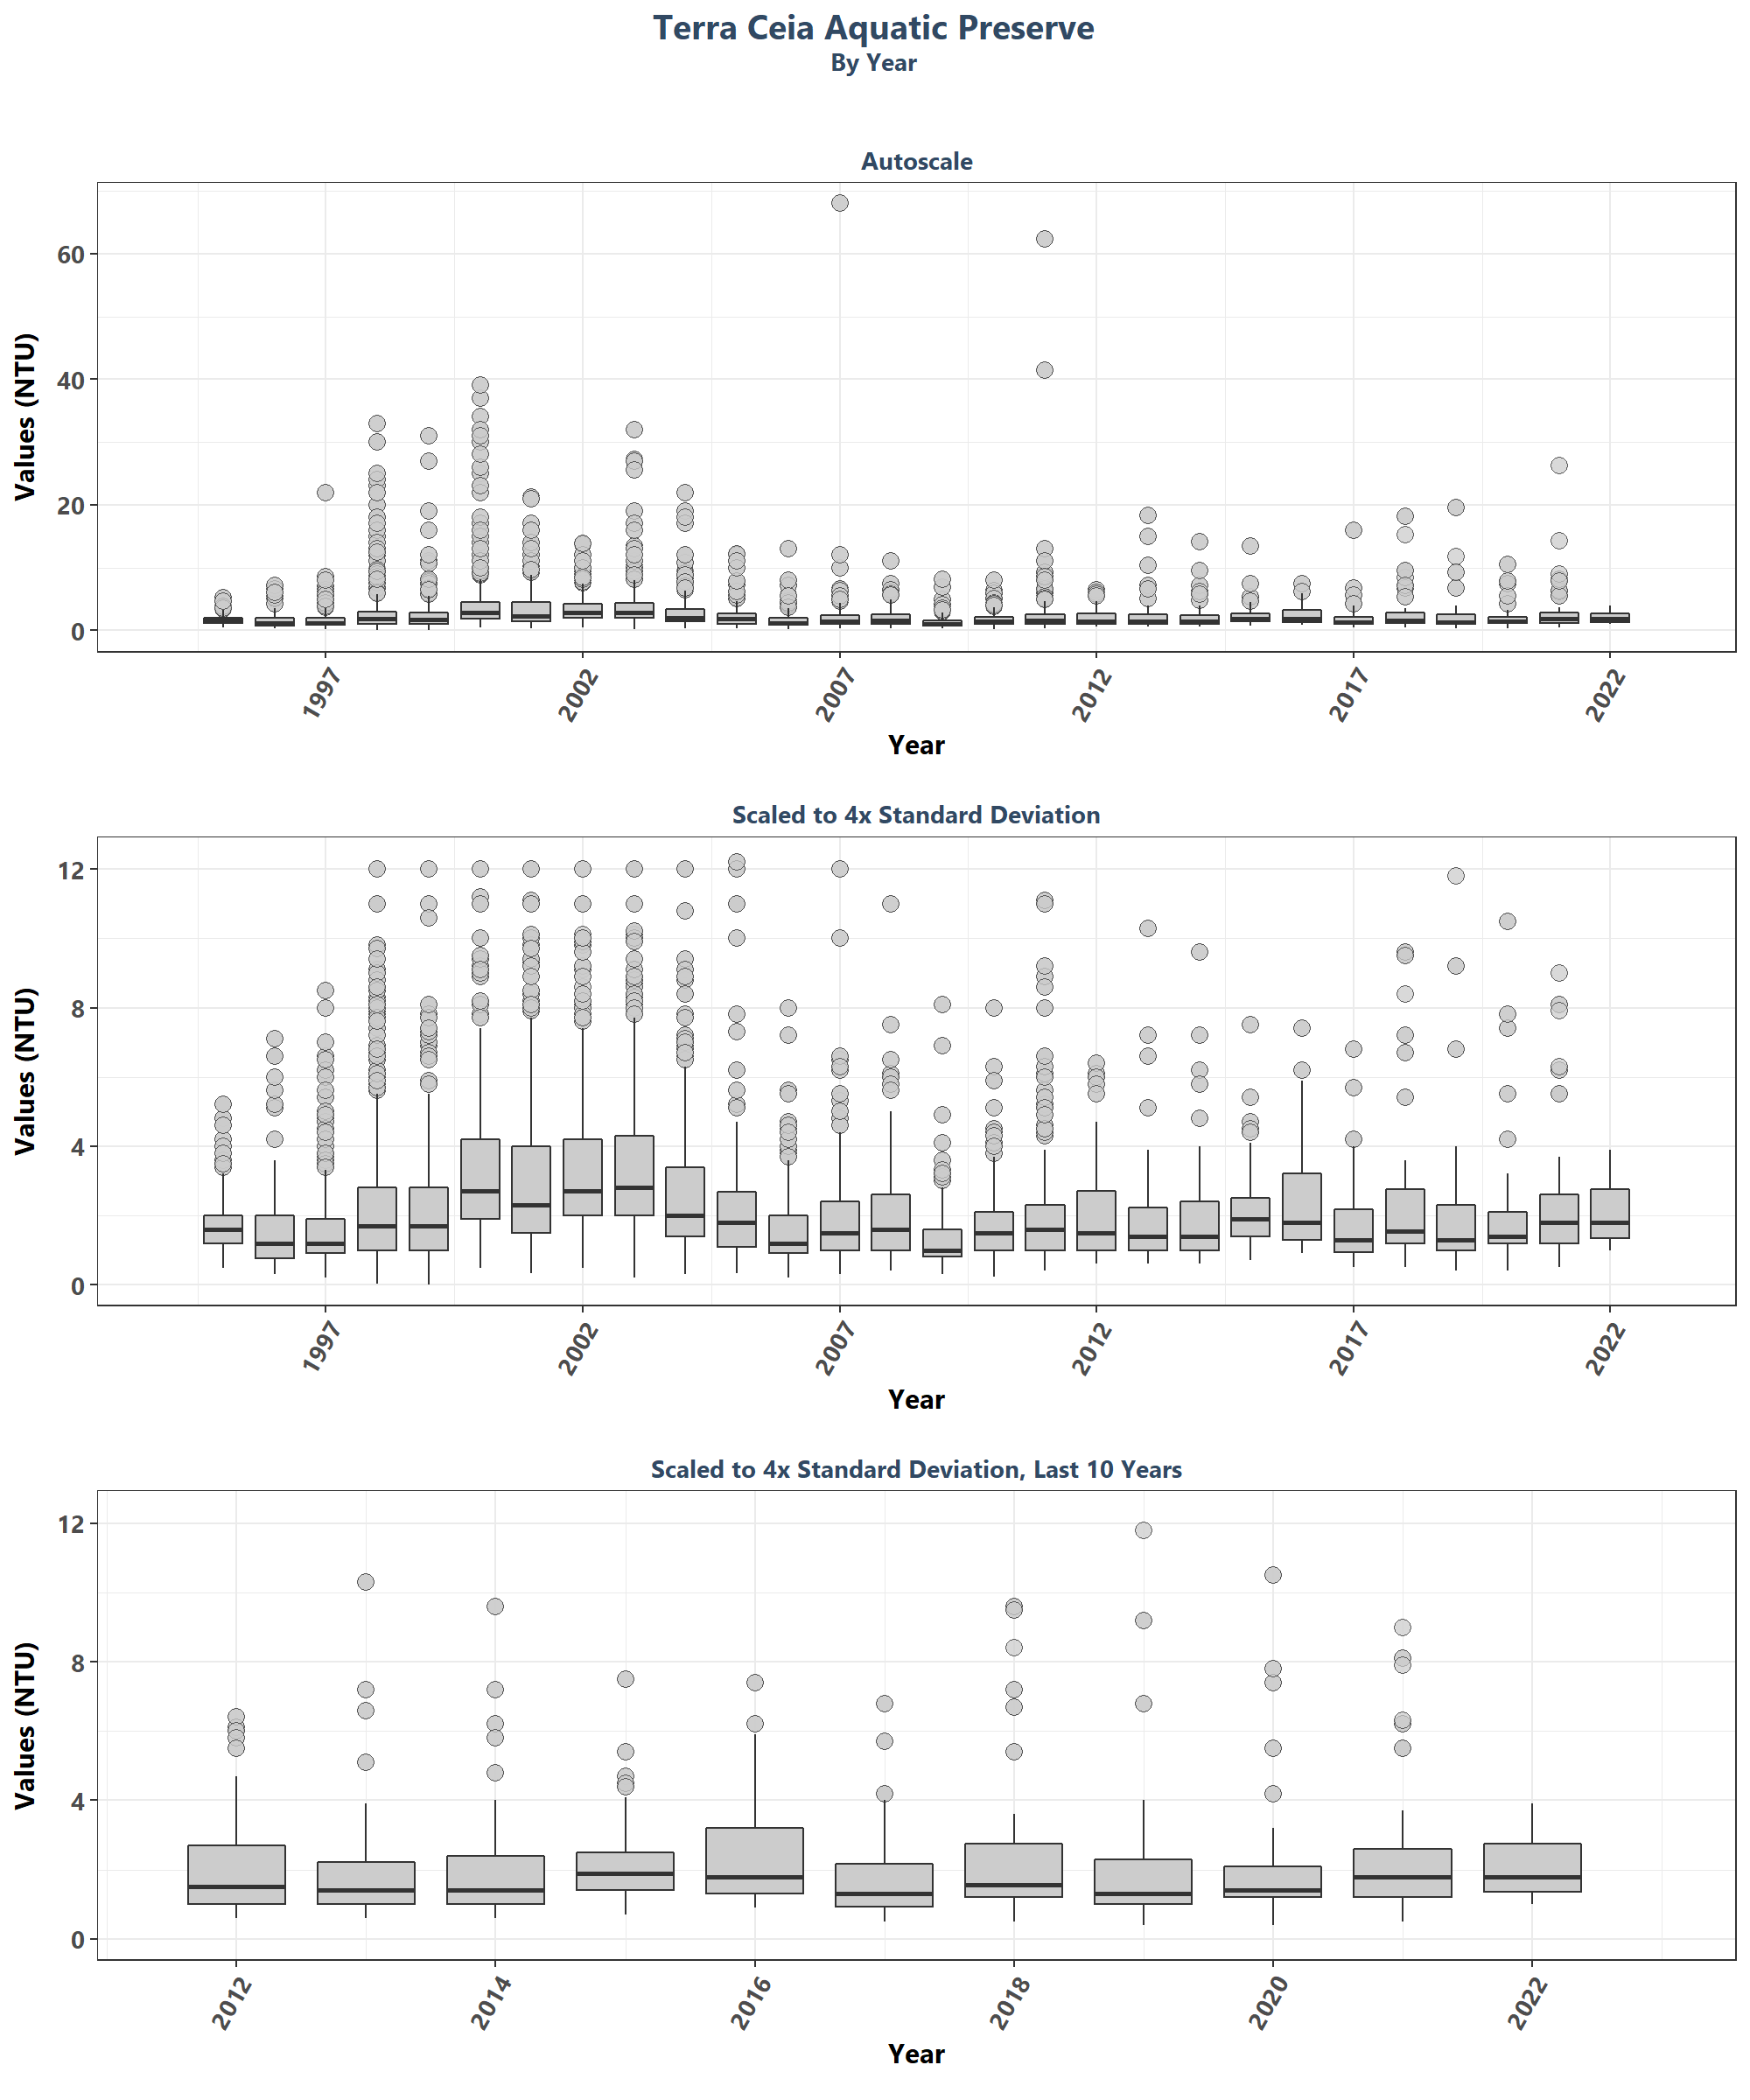 Terra Ceia Aquatic Preserve
By Year
Autoscale
Values (NTU)
60
40
20
0
1997 2002 2007 2012 2017 2022
Year
Scaled to 4x Standard Deviation
Values (NTU)
12
8
4
0
1997 2002 2007 2012 2017 2022
Year
Scaled to 4x Standard Deviation, Last 10 Years
Values (NTU)
12
8
4
0
2012 2014 2016 2018 2020 2022
Year